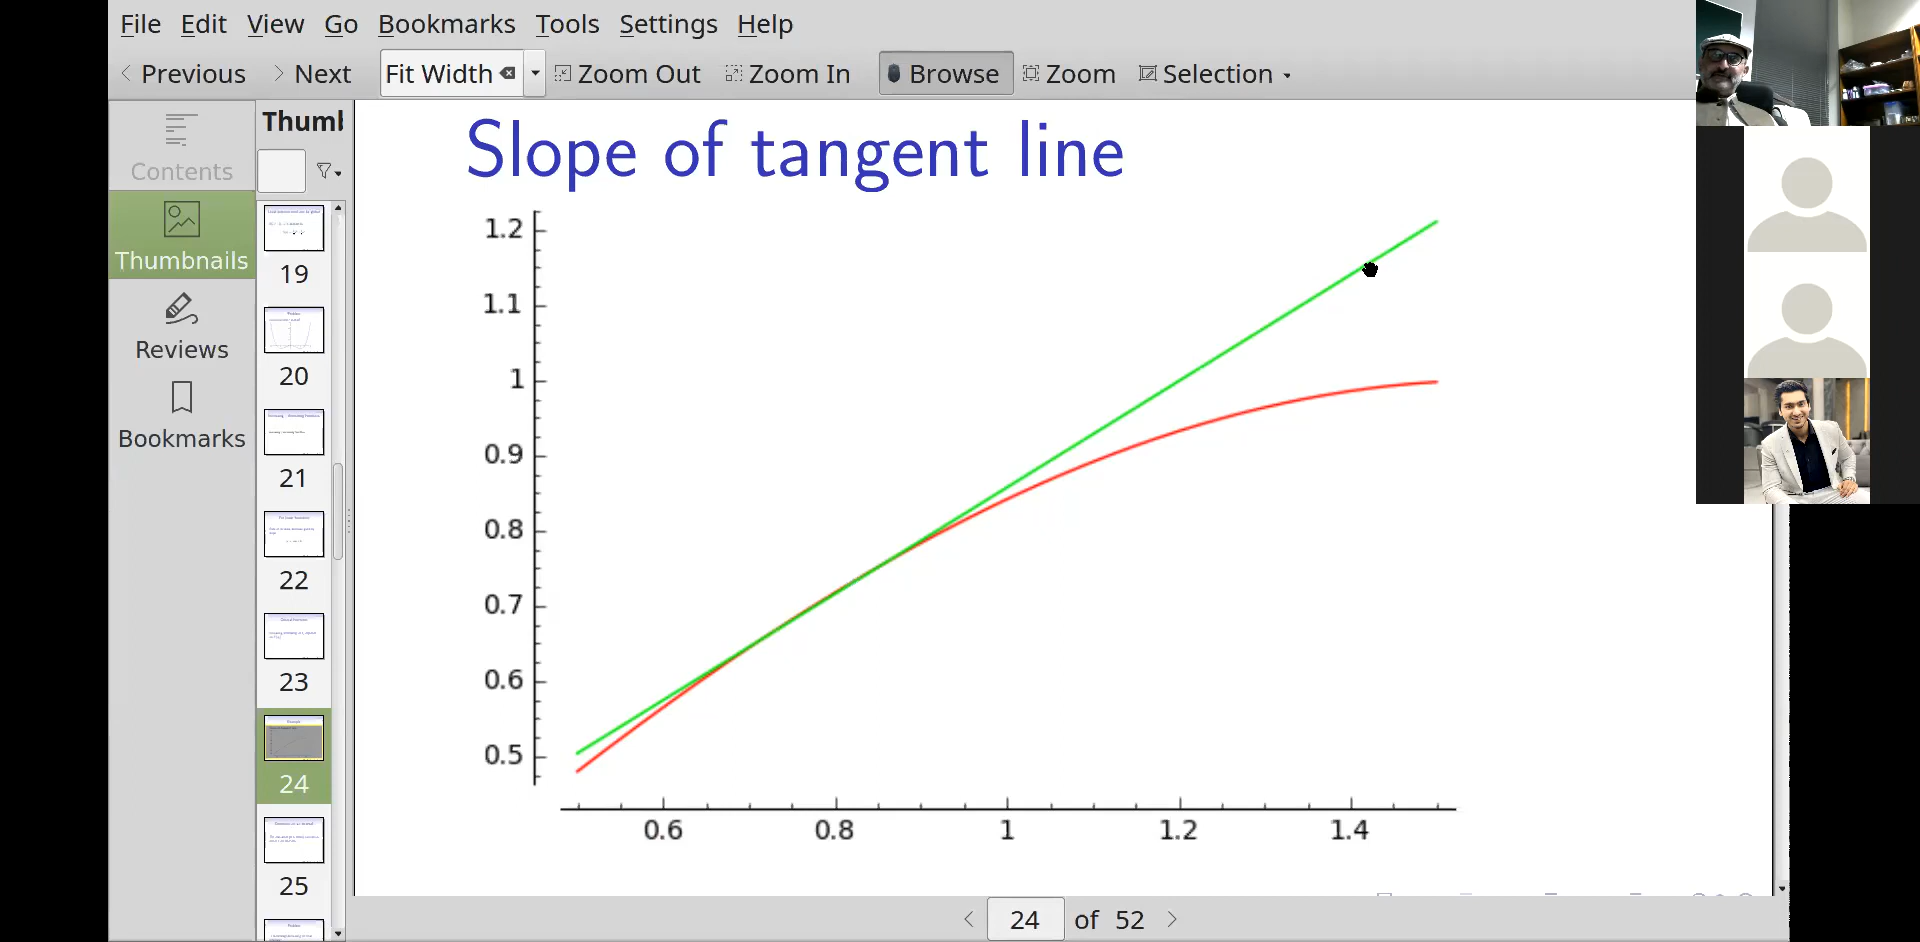 File Edit View Go Bookmarks Tools Settings Help
Previous Next Fit Width Zoom Out Zoom In Browse Zoom Selection
Contents
Thumbnails
Reviews
Bookmarks
Thumb
19
20
21
22
23
24
25
Slope of tangent line
1.2
1.1
1
0.9
0.8
0.7
0.6
0.5
0.6 0.8 1 1.2 1.4
24 of 52